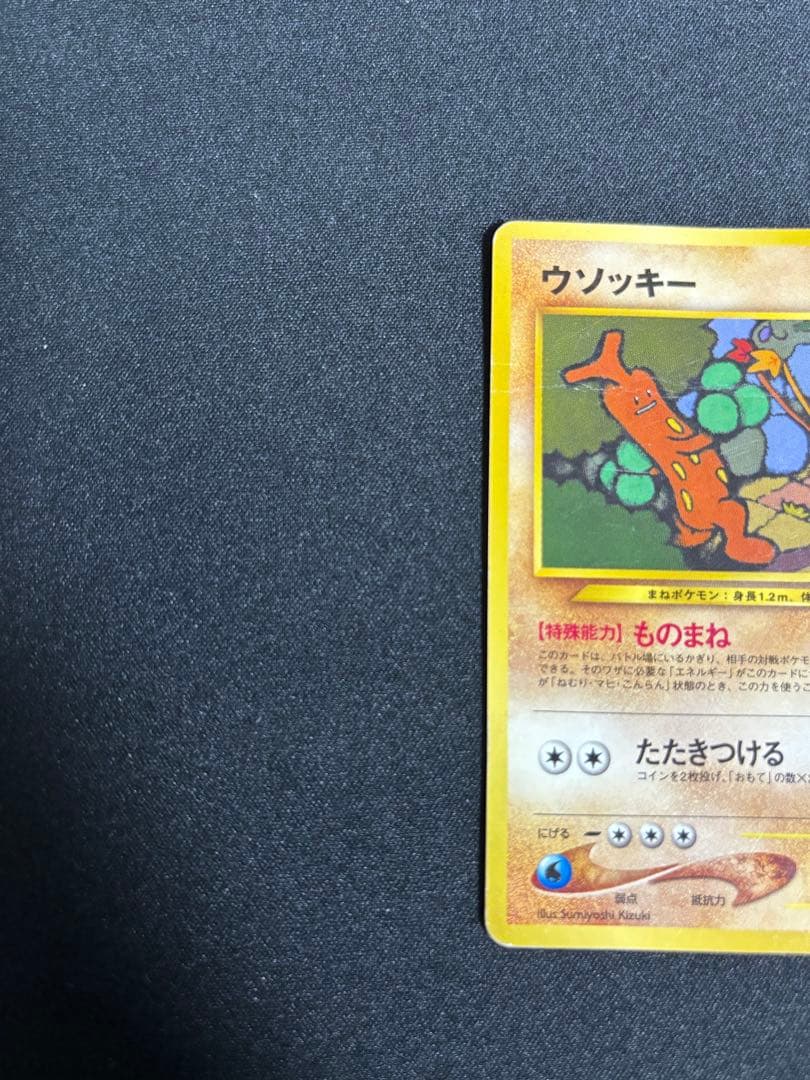 ウソッキー
まねポケモン：身長1.2m、体
【特殊能力】ものまね
このカードは、バトル場にいるかぎり、相手の対戦ポケモ
できる。そのワザに必要な「エネルギー」がこのカードに
が「ねむり・マヒ・こんらん」状態のとき、この力を使うこ
たたきつける
コインを2枚投げ、「おもて」の数×
にげる
弱点 抵抗力
Illus. Sumiyoshi Kizuki